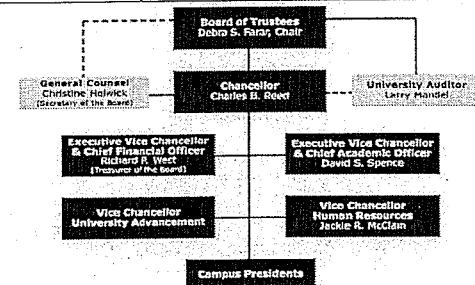 Board of Trustees
Debra S. Farar, Chair
General Counsel
Christine Helwick
(Secretary of the Board)
Chancellor
Charles B. Reed
University Auditor
Larry Mandel
Executive Vice Chancellor
& Chief Financial Officer
Richard P. West
(Treasurer of the Board)
Executive Vice Chancellor
& Chief Academic Officer
David S. Spence
Vice Chancellor
University Advancement
Vice Chancellor
Human Resources
Jackie R. McClain
Campus Presidents